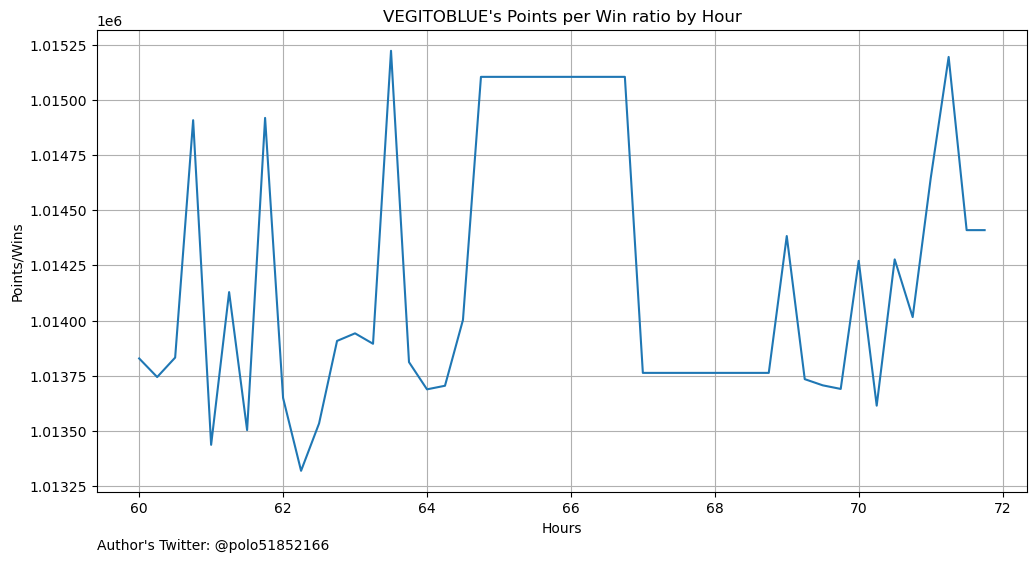 VEGITOBLUE's Points per Win ratio by Hour
1e6
1.01525
1.01500
1.01475
1.01450
1.01425
1.01400
1.01375
1.01350
1.01325
Points/Wins
60 62 64 66 68 70 72
Hours
Author's Twitter: @polo51852166